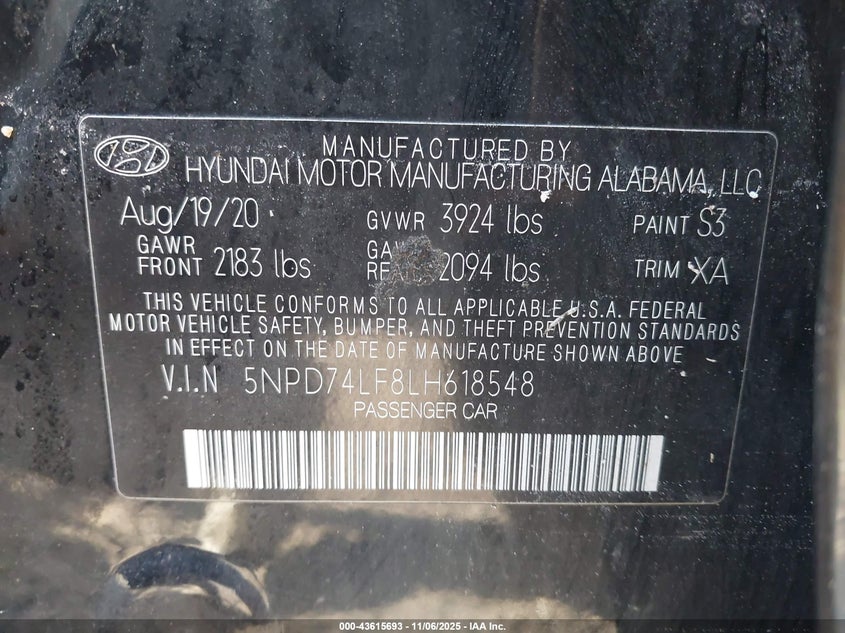 MANUFACTURED BY
HYUNDAI MOTOR MANUFACTURING ALABAMA, LLC
Aug/19/20 GVWR 3924 lbs PAINT S3
GAWR FRONT 2183 lbs 2094 lbs TRIM XA
THIS VEHICLE CONFORMS TO ALL APPLICABLE U.S.A. FEDERAL
MOTOR VEHICLE SAFETY, BUMPER, AND THEFT PREVENTION STANDARDS
IN EFFECT ON THE DATE OF MANUFACTURE SHOWN ABOVE
V.I.N 5NPD74LF8LH618548
PASSENGER CAR
000-43615693 - 11/06/2025 - IAA Inc.